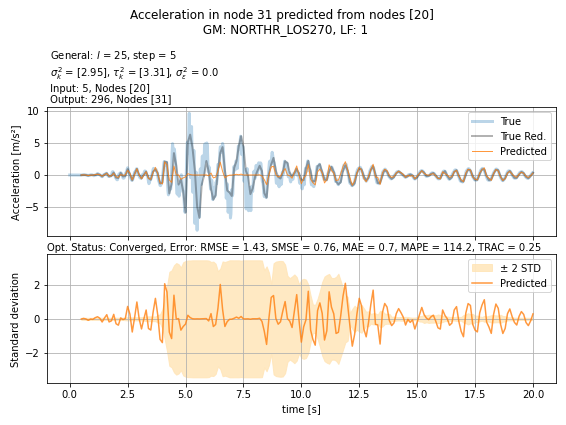 Acceleration in node 31 predicted from nodes [20]
GM: NORTHR_LOS270, LF: 1
General: l = 25, step = 5
σ²ₖ = [2.95], τ²ₖ = [3.31], σ²ε = 0.0
Input: 5, Nodes [20]
Output: 296, Nodes [31]
10
5
0
−5
Acceleration [m/s²]
True
True Red.
Predicted
Opt. Status: Converged, Error: RMSE = 1.43, SMSE = 0.76, MAE = 0.7, MAPE = 114.2, TRAC = 0.25
2
0
−2
Standard deviation
± 2 STD
Predicted
0.0 2.5 5.0 7.5 10.0 12.5 15.0 17.5 20.0
time [s]